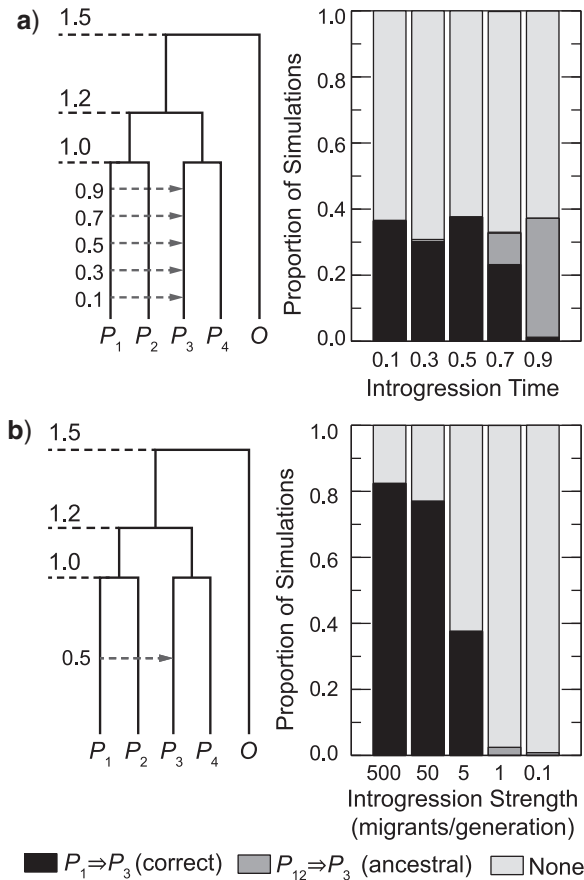 a)
1.5
1.2
1.0
0.9
0.7
0.5
0.3
0.1
P1 P2 P3 P4 O
Proportion of Simulations
1.0
0.8
0.6
0.4
0.2
0.0
0.1 0.3 0.5 0.7 0.9
Introgression Time
b)
1.5
1.2
1.0
0.5
P1 P2 P3 P4 O
Proportion of Simulations
1.0
0.8
0.6
0.4
0.2
0.0
500 50 5 1 0.1
Introgression Strength
(migrants/generation)
P1⇒P3 (correct) P12⇒P3 (ancestral) None